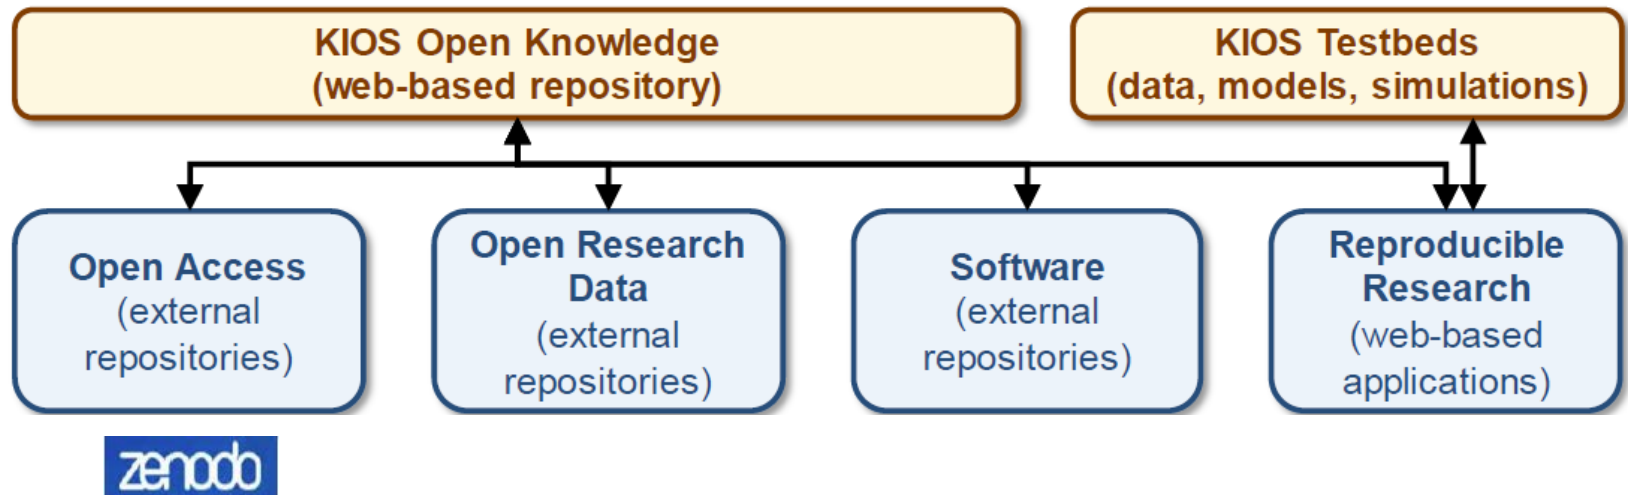 KIOS Open Knowledge
(web-based repository)
KIOS Testbeds
(data, models, simulations)
Open Access
(external
repositories)
Open Research
Data
(external
repositories)
Software
(external
repositories)
Reproducible
Research
(web-based
applications)
zenodo